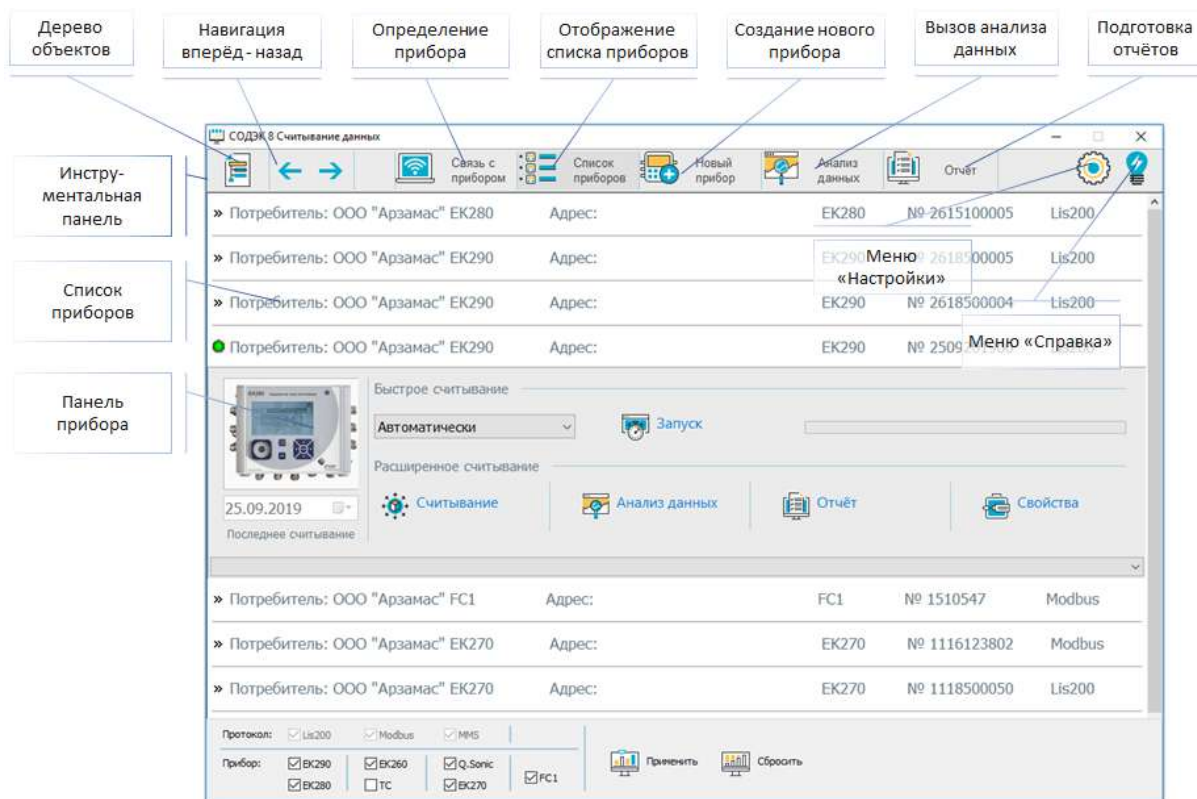 Дерево
объектов
Навигация
вперёд - назад
Определение
прибора
Отображение
списка приборов
Создание нового
прибора
Вызов анализа
данных
Подготовка
отчётов
СОДЭК 8 Считывание данных
Инстру-
ментальная
панель
Связь с
прибором
Список
приборов
Новый
прибор
Анализ
данных
Отчёт
» Потребитель: ООО "Арзамас" ЕК280 Адрес: ЕК280 № 2615100005 Lis200
» Потребитель: ООО "Арзамас" ЕК290 Адрес: ЕК290 2618500005 Lis200
Меню
«Настройки»
Список
приборов
» Потребитель: ООО "Арзамас" ЕК290 Адрес: ЕК290 № 2618500004 Lis200
Потребитель: ООО "Арзамас" ЕК290 Адрес: ЕК290 №
Меню «Справка»
Панель
прибора
Быстрое считывание
Автоматически
Запуск
Расширенное считывание
Считывание
Анализ данных
Отчёт
Свойства
25.09.2019
Последнее считывание
» Потребитель: ООО "Арзамас" FC1 Адрес: FC1 № 1510547 Modbus
» Потребитель: ООО "Арзамас" ЕК270 Адрес: ЕК270 № 1116123802 Modbus
» Потребитель: ООО "Арзамас" ЕК270 Адрес: ЕК270 № 1118500050 Lis200
Протокол: Lis200 Modbus MMS
Прибор: ЕК290 ЕК260 Q.Sonic FC1
ЕК280 ТС ЕК270
Применить Сбросить